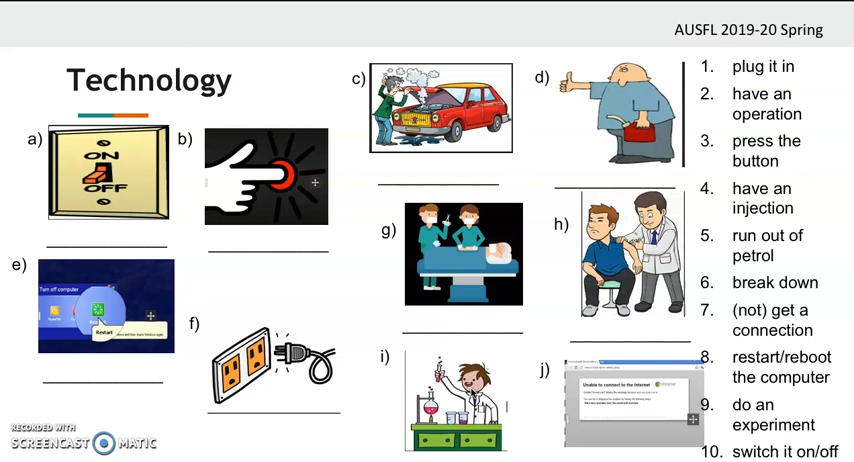 AUSFL 2019-20 Spring
Technology
a)
ON
OFF
b)
c)
d)
e)
Turn off computer
Restart
f)
g)
h)
i)
j)
Unable to connect to the Internet
chrome
1. plug it in
2. have an
operation
3. press the
button
4. have an
injection
5. run out of
petrol
6. break down
7. (not) get a
connection
8. restart/reboot
the computer
9. do an
experiment
10. switch it on/off
RECORDED WITH
SCREENCAST MATIC